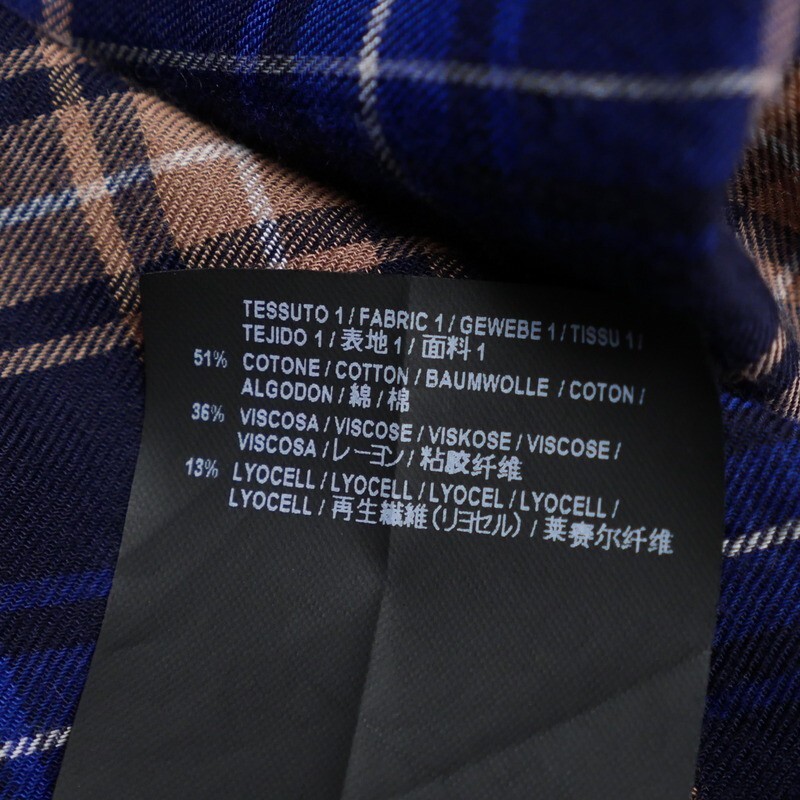 TESSUTO 1 / FABRIC 1 / GEWEBE 1 / TISSU 1 /
TEJIDO 1 / 表地 1 / 面料 1
51% COTONE / COTTON / BAUMWOLLE / COTON /
ALGODON / 綿 / 棉
36% VISCOSA / VISCOSE / VISKOSE / VISCOSE /
VISCOSA / レーヨン / 粘胶纤维
13% LYOCELL / LYOCELL / LYOCEL / LYOCELL /
LYOCELL / 再生繊維(リヨセル) / 莱赛尔纤维